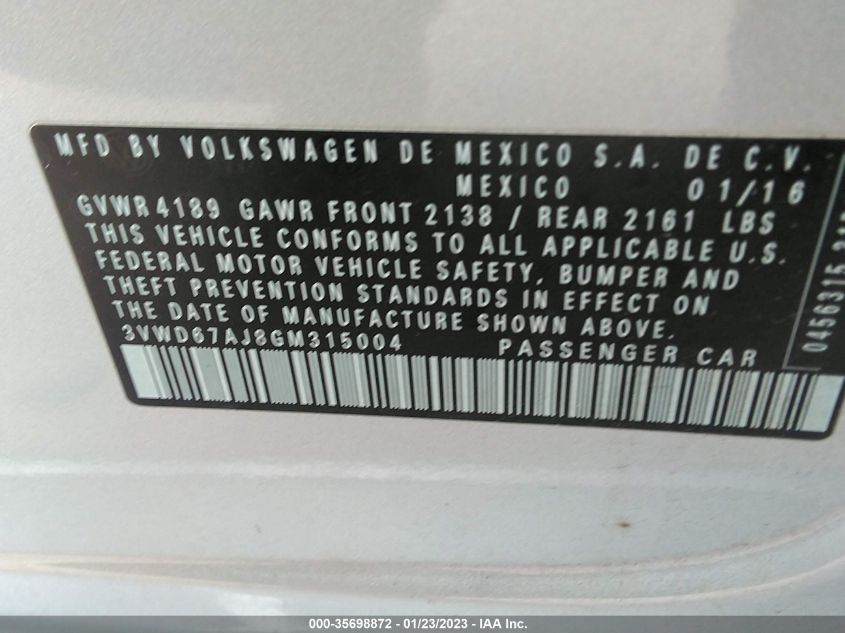 MFD BY VOLKSWAGEN DE MEXICO S.A. DE C.V.
MEXICO 01/16
GVWR 4189 GAWR FRONT 2138 / REAR 2161 LBS
THIS VEHICLE CONFORMS TO ALL APPLICABLE U.S.
FEDERAL MOTOR VEHICLE SAFETY, BUMPER AND
THEFT PREVENTION STANDARDS IN EFFECT ON
THE DATE OF MANUFACTURE SHOWN ABOVE.
3VWD67AJ8GM315004 PASSENGER CAR
0456315
000-35698872 - 01/23/2023 - IAA Inc.